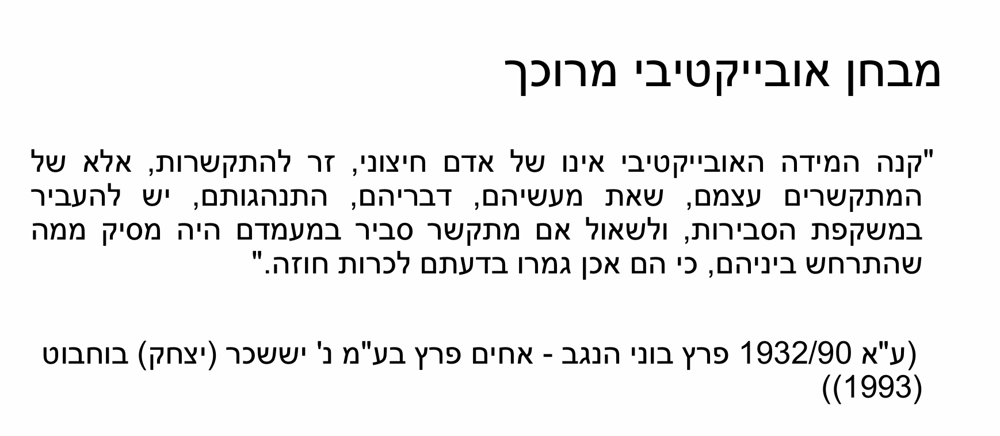 מבחן אובייקטיבי מרוכך
"קנה המידה האובייקטיבי אינו של אדם חיצוני, זר להתקשרות, אלא של
המתקשרים עצמם, שאת מעשיהם, דבריהם, התנהגותם, יש להעביר
במשקפת הסבירות, ולשאול אם מתקשר סביר במעמדם היה מסיק ממה
שהתרחש ביניהם, כי הם אכן גמרו בדעתם לכרות חוזה."
(ע"א 1932/90 פרץ בוני הנגב - אחים פרץ בע"מ נ' יששכר (יצחק) בוחבוט
(1993))